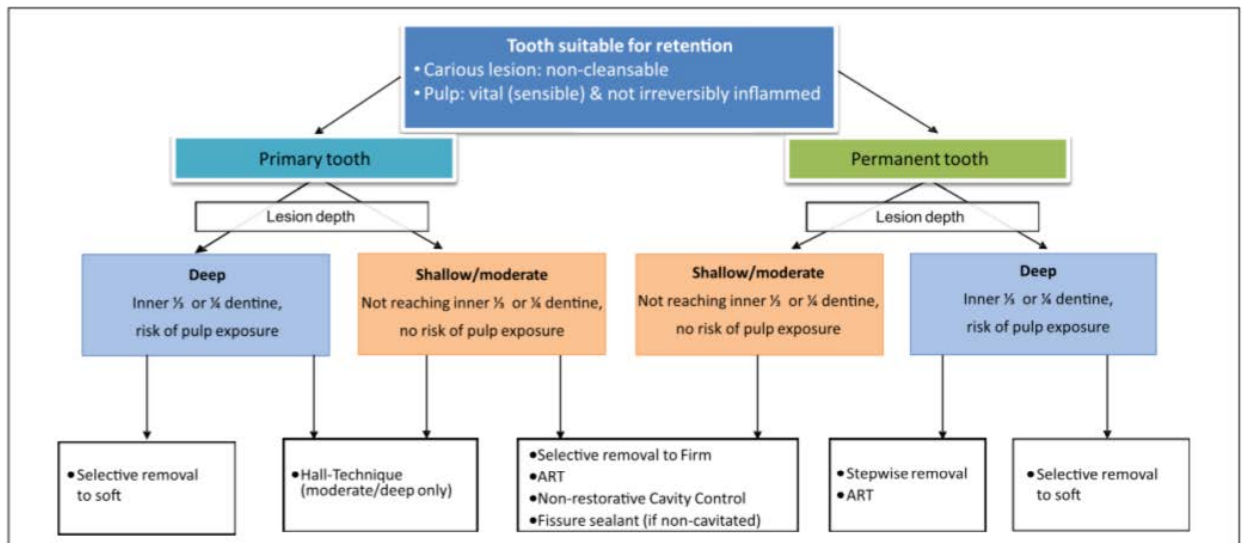 Tooth suitable for retention
• Carious lesion: non-cleansable
• Pulp: vital (sensible) & not irreversibly inflammed
Primary tooth
Permanent tooth
Lesion depth
Lesion depth
Deep
Inner ⅓ or ¼ dentine,
risk of pulp exposure
Shallow/moderate
Not reaching inner ⅓ or ¼ dentine,
no risk of pulp exposure
Shallow/moderate
Not reaching inner ⅓ or ¼ dentine,
no risk of pulp exposure
Deep
Inner ⅓ or ¼ dentine,
risk of pulp exposure
•Selective removal
to soft
•Hall-Technique
(moderate/deep only)
•Selective removal to Firm
•ART
•Non-restorative Cavity Control
•Fissure sealant (if non-cavitated)
•Stepwise removal
•ART
•Selective removal
to soft